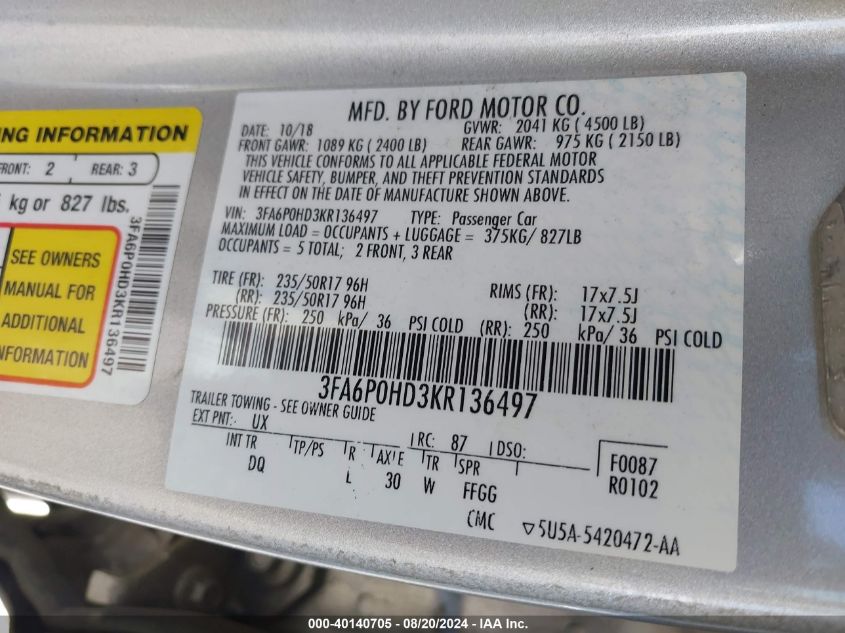 NG INFORMATION
FRONT: 2 REAR: 3
kg or 827 lbs.
SEE OWNERS
MANUAL FOR
ADDITIONAL
INFORMATION
3FA6P0HD3KR136497
MFD. BY FORD MOTOR CO.
DATE: 10/18 GVWR: 2041 KG ( 4500 LB)
FRONT GAWR: 1089 KG ( 2400 LB) REAR GAWR: 975 KG ( 2150 LB)
THIS VEHICLE CONFORMS TO ALL APPLICABLE FEDERAL MOTOR
VEHICLE SAFETY, BUMPER, AND THEFT PREVENTION STANDARDS
IN EFFECT ON THE DATE OF MANUFACTURE SHOWN ABOVE.
VIN: 3FA6P0HD3KR136497 TYPE: Passenger Car
MAXIMUM LOAD = OCCUPANTS + LUGGAGE = 375KG/ 827LB
OCCUPANTS = 5 TOTAL; 2 FRONT, 3 REAR
TIRE (FR): 235/50R17 96H RIMS (FR): 17x7.5J
(RR): 235/50R17 96H (RR): 17x7.5J
PRESSURE (FR): 250 kPa/ 36 PSI COLD (RR): 250 kPa/ 36 PSI COLD
3FA6P0HD3KR136497
TRAILER TOWING - SEE OWNER GUIDE
EXT PNT: UX RC: 87 DSO:
INT TR TP/PS R AXLE TR SPR F0087
DQ L 30 W FFGG R0102
CMC ▽5U5A-5420472-AA
000-40140705 - 08/20/2024 - IAA Inc.